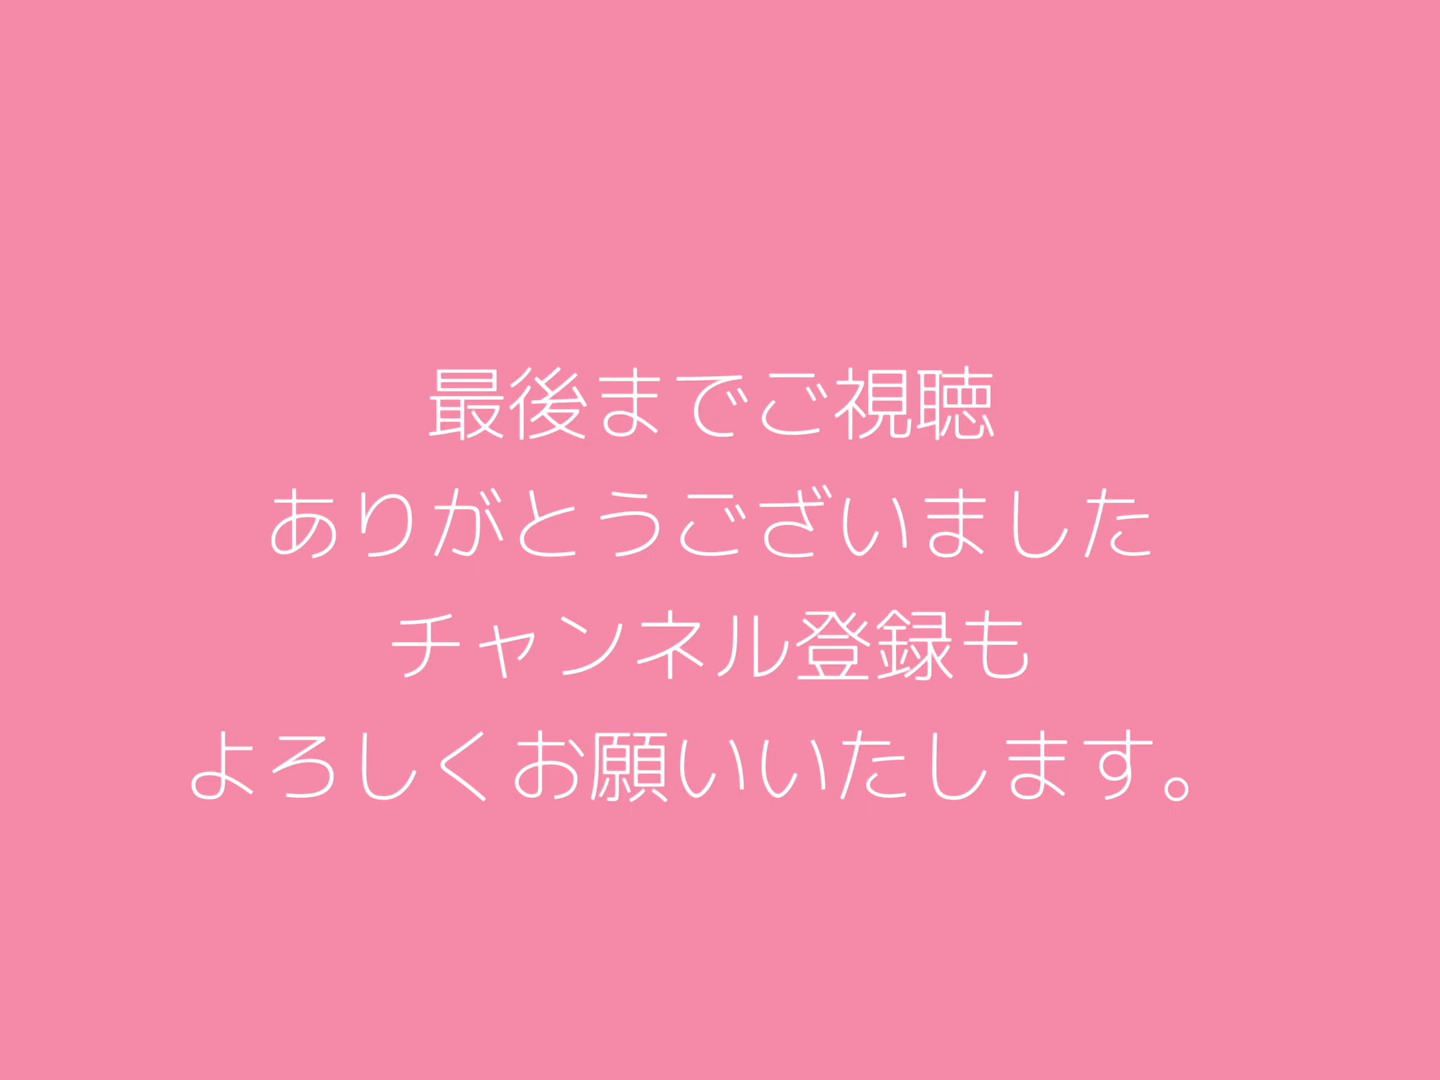 最後までご視聴
ありがとうございました
チャンネル登録も
よろしくお願いいたします。